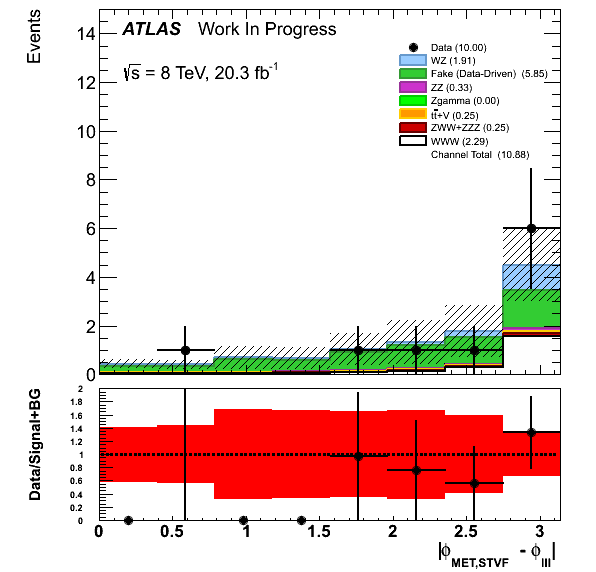 Events
ATLAS Work In Progress
√s = 8 TeV, 20.3 fb-1
Data (10.00)
WZ (1.91)
Fake (Data-Driven) (5.85)
ZZ (0.33)
Zgamma (0.00)
tt̄+V (0.25)
ZWW+ZZZ (0.25)
WWW (2.29)
Channel Total (10.88)
14
12
10
8
6
4
2
0
Data/Signal+BG
2
1.8
1.6
1.4
1.2
1
0.8
0.6
0.4
0.2
0
0 0.5 1 1.5 2 2.5 3
|ϕMET,STVF - ϕlll|